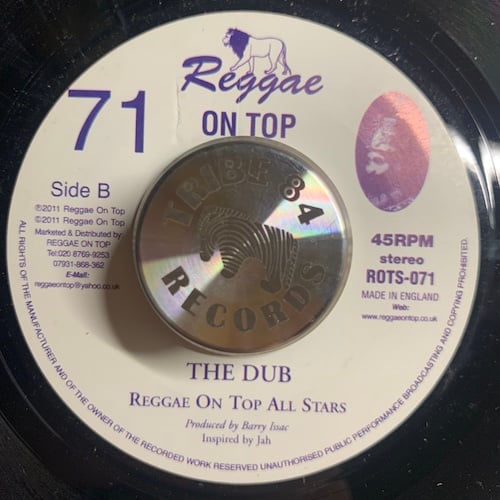 Reggae
ON TOP
71
Side B
℗2011 Reggae On Top
©2011 Reggae On Top
Marketed & Distributed by:
REGGAE ON TOP
Tel:020 8769-9253
07931-868-362
E-Mail:
reggaeontop@yahoo.co.uk
TRIBE 84
RECORDS
45RPM
stereo
ROTS-071
MADE IN ENGLAND
Web:
www.reggaeontop.co.uk
THE DUB
REGGAE ON TOP ALL STARS
Produced by Barry Issac
Inspired by Jah
ALL RIGHTS OF THE MANUFACTURER AND OF THE OWNER OF THE RECORDED WORK RESERVED UNAUTHORISED PUBLIC PERFORMANCE BROADCASTING AND COPYING PROHIBITED.